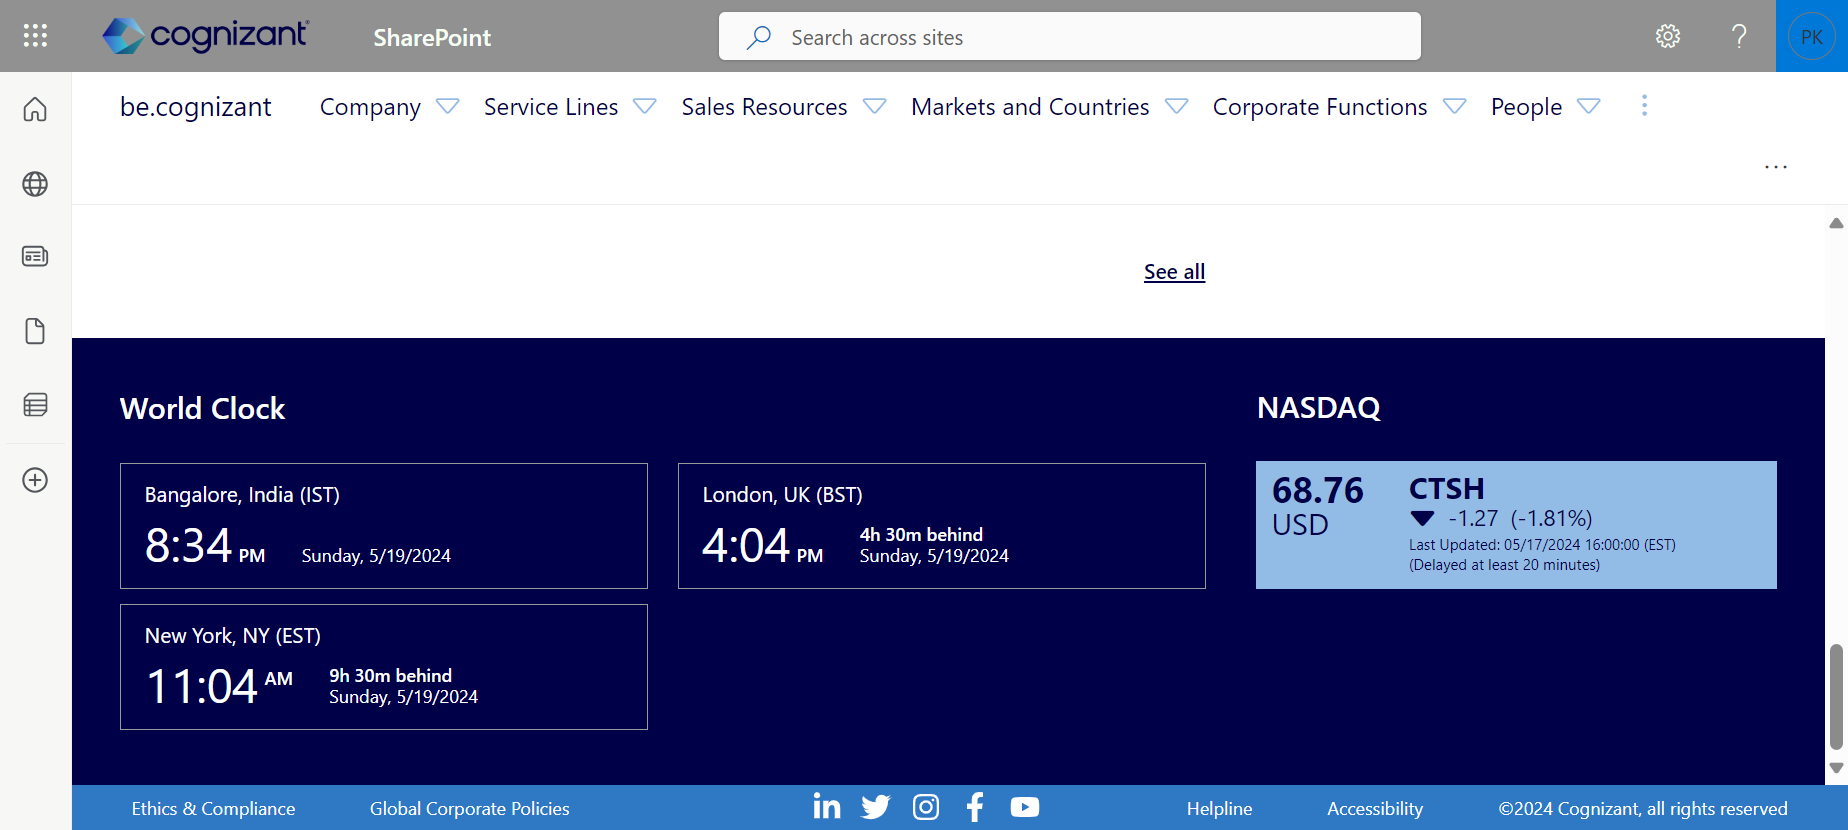 cognizant
SharePoint
Search across sites
?
PK
be.cognizant
Company
Service Lines
Sales Resources
Markets and Countries
Corporate Functions
People
...
See all
World Clock
NASDAQ
Bangalore, India (IST)
8:34 PM
Sunday, 5/19/2024
London, UK (BST)
4:04 PM
4h 30m behind
Sunday, 5/19/2024
68.76
USD
CTSH
-1.27 (-1.81%)
Last Updated: 05/17/2024 16:00:00 (EST)
(Delayed at least 20 minutes)
New York, NY (EST)
11:04 AM
9h 30m behind
Sunday, 5/19/2024
Ethics & Compliance
Global Corporate Policies
in
Helpline
Accessibility
©2024 Cognizant, all rights reserved